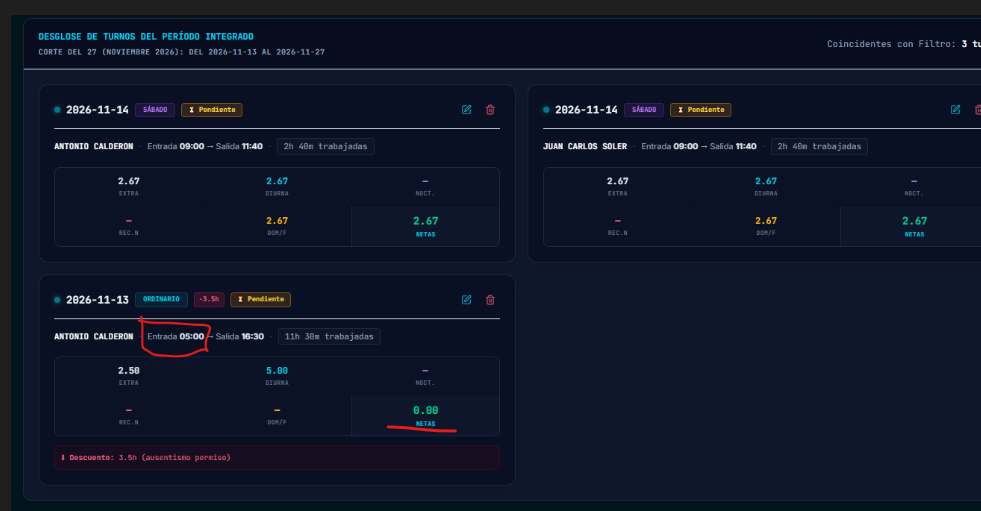 DESGLOSE DE TURNOS DEL PERÍODO INTEGRADO
CORTE DEL 27 (NOVIEMBRE 2026): DEL 2026-11-13 AL 2026-11-27
Coincidentes con Filtro: 3 tu
2026-11-14 SÁBADO Pendiente
ANTONIO CALDERON · Entrada 09:00 → Salida 11:40 · 2h 40m trabajadas
2.67 2.67 —
EXTRA DIURNA NOCT.
— 2.67 2.67
REC.N DOM/F NETAS
2026-11-14 SÁBADO Pendiente
JUAN CARLOS SOLER · Entrada 09:00 → Salida 11:40 · 2h 40m trabajadas
2.67 2.67 —
EXTRA DIURNA NOCT.
— 2.67 2.67
REC.N DOM/F NETAS
2026-11-13 ORDINARIO -3.5h Pendiente
ANTONIO CALDERON · Entrada 05:00 → Salida 16:30 · 11h 30m trabajadas
2.50 5.00 —
EXTRA DIURNA NOCT.
— — 0.00
REC.N DOM/F NETAS
Descuento: 3.5h (ausentismo permiso)